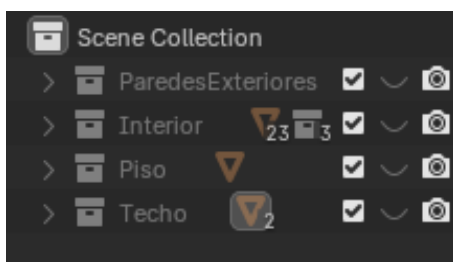 Scene Collection
ParedesExteriores
Interior 23 3
Piso
Techo 2